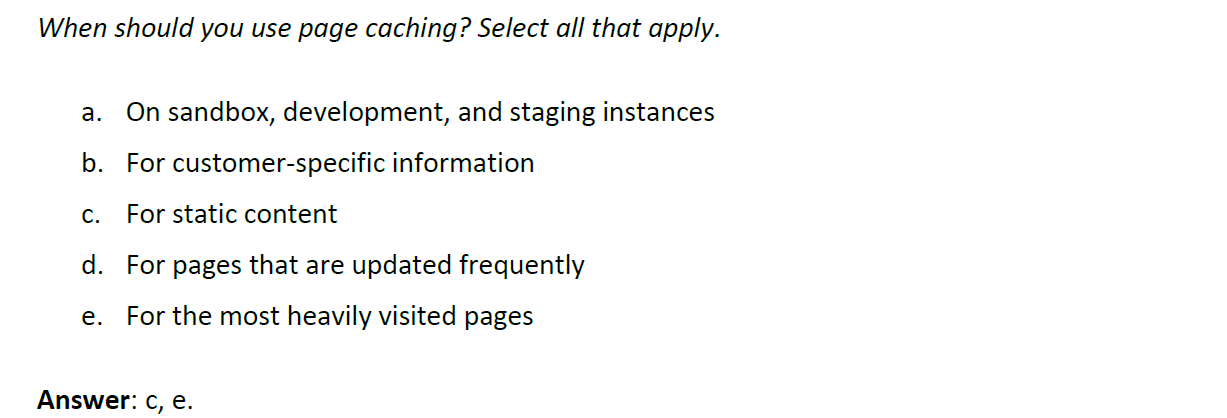 When should you use page caching? Select all that apply.
a. On sandbox, development, and staging instances
b. For customer-specific information
c. For static content
d. For pages that are updated frequently
e. For the most heavily visited pages
Answer: c, e.